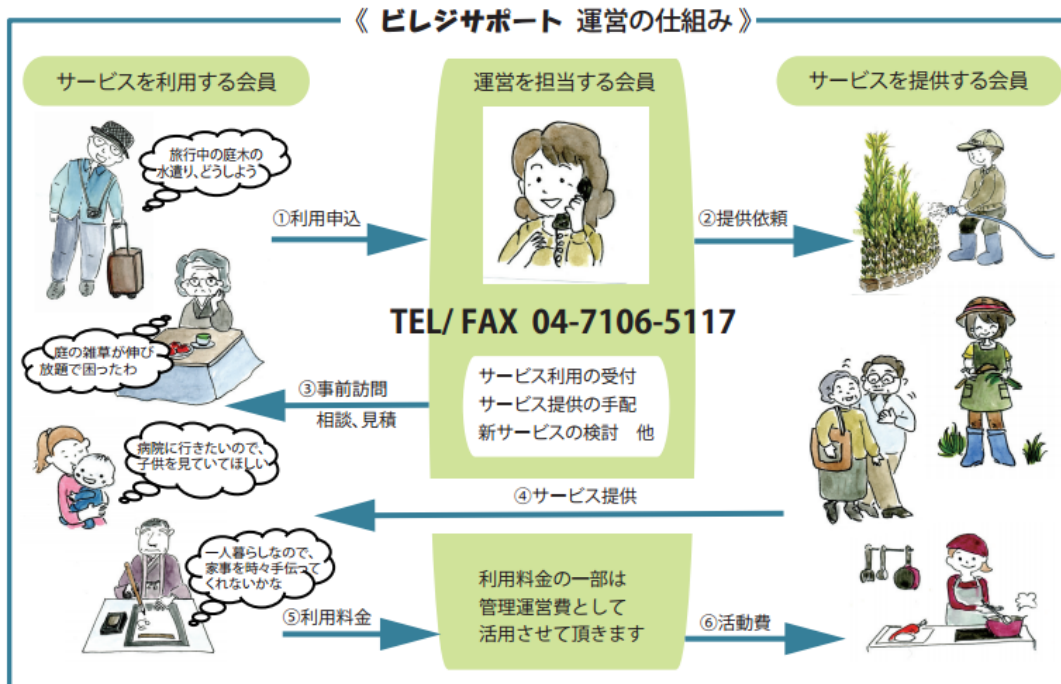 《 ビレジサポート 運営の仕組み 》
サービスを利用する会員
運営を担当する会員
サービスを提供する会員
旅行中の庭木の
水遣り、どうしよう
①利用申込
②提供依頼
TEL/ FAX 04-7106-5117
庭の雑草が伸び
放題で困ったわ
③事前訪問
相談、見積
サービス利用の受付
サービス提供の手配
新サービスの検討　他
病院に行きたいので、
子供を見ていてほしい
④サービス提供
一人暮らしなので、
家事を時々手伝って
くれないかな
⑤利用料金
利用料金の一部は
管理運営費として
活用させて頂きます
⑥活動費